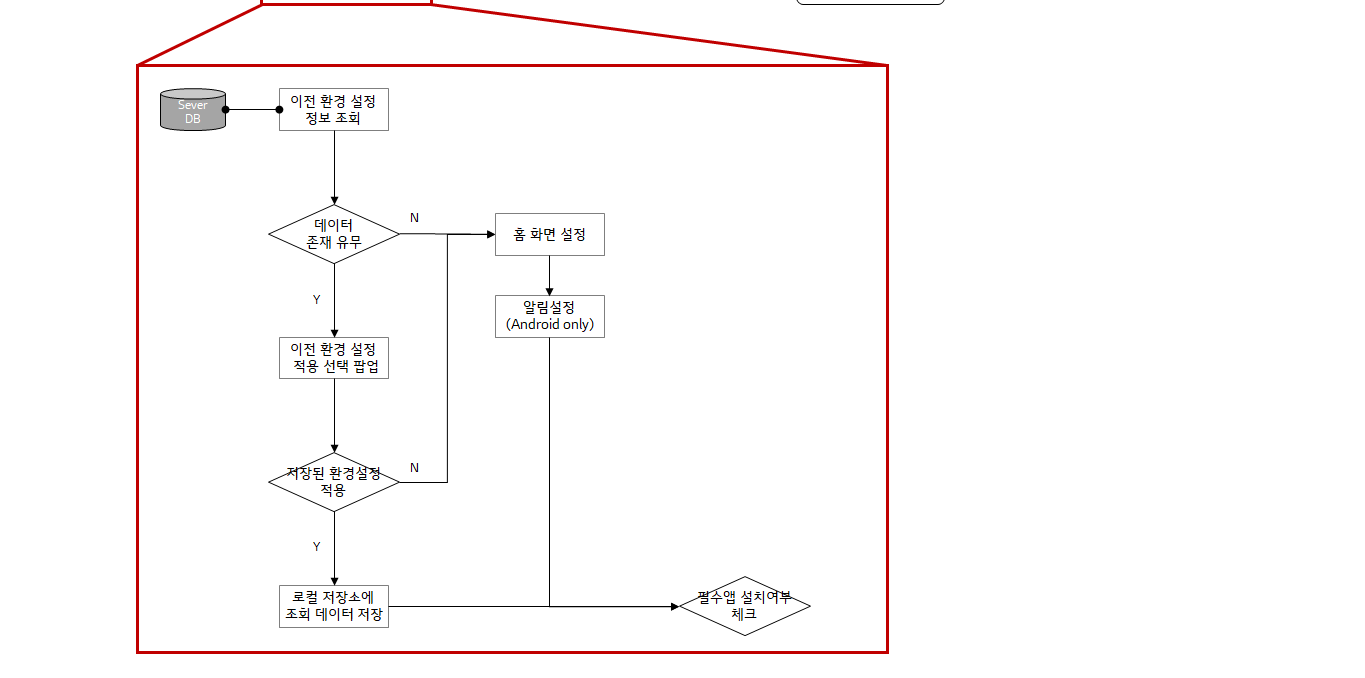 Sever
DB
이전 환경 설정
정보 조회
데이터
존재 유무
N
홈 화면 설정
Y
알림설정
(Android only)
이전 환경 설정
적용 선택 팝업
저장된 환경설정
적용
N
Y
로컬 저장소에
조회 데이터 저장
필수앱 설치여부
체크